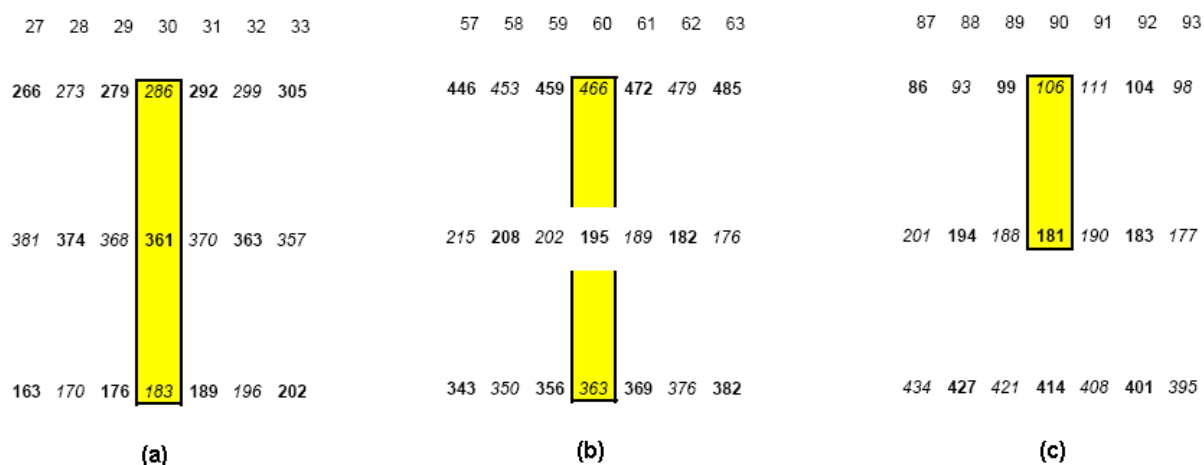 27 28 29 30 31 32 33
266 273 279 286 292 299 305
381 374 368 361 370 363 357
163 170 176 183 189 196 202
(a)
57 58 59 60 61 62 63
446 453 459 466 472 479 485
215 208 202 195 189 182 176
343 350 356 363 369 376 382
(b)
87 88 89 90 91 92 93
86 93 99 106 111 104 98
201 194 188 181 190 183 177
434 427 421 414 408 401 395
(c)